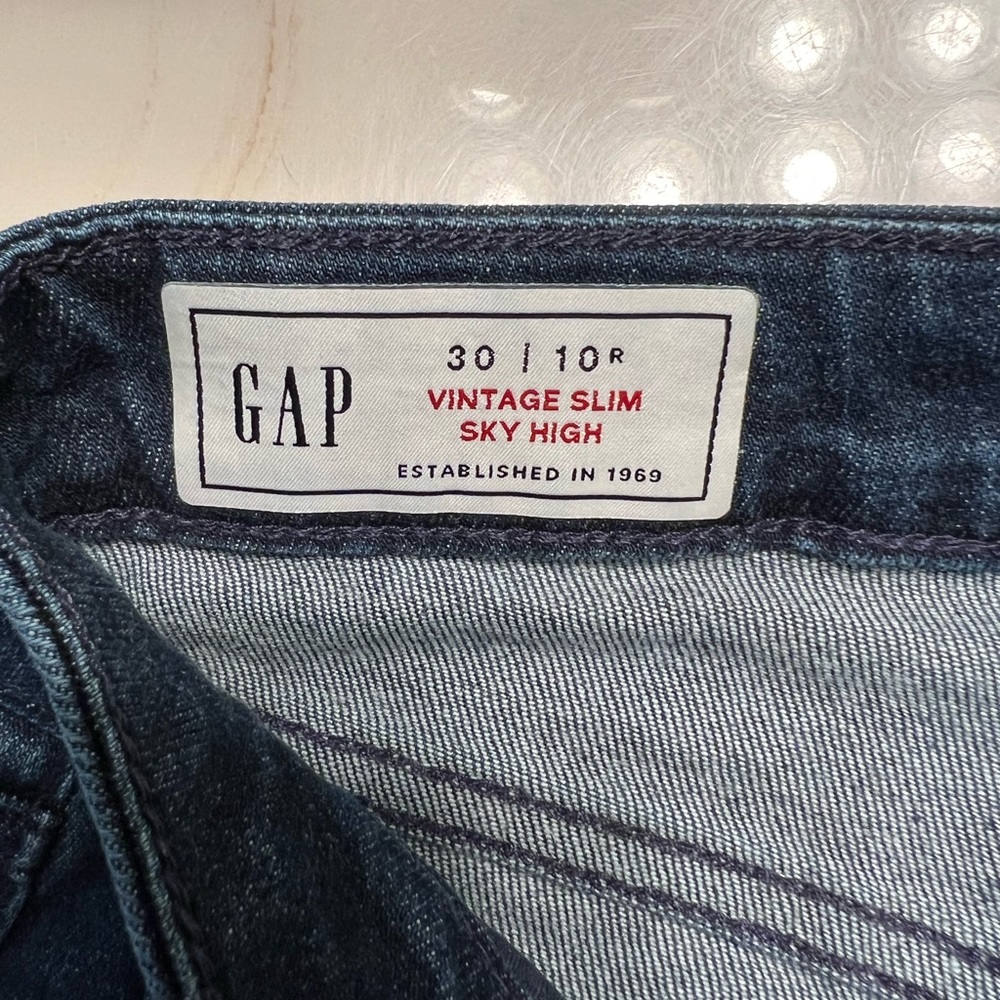 GAP
30 | 10R
VINTAGE SLIM
SKY HIGH
ESTABLISHED IN 1969